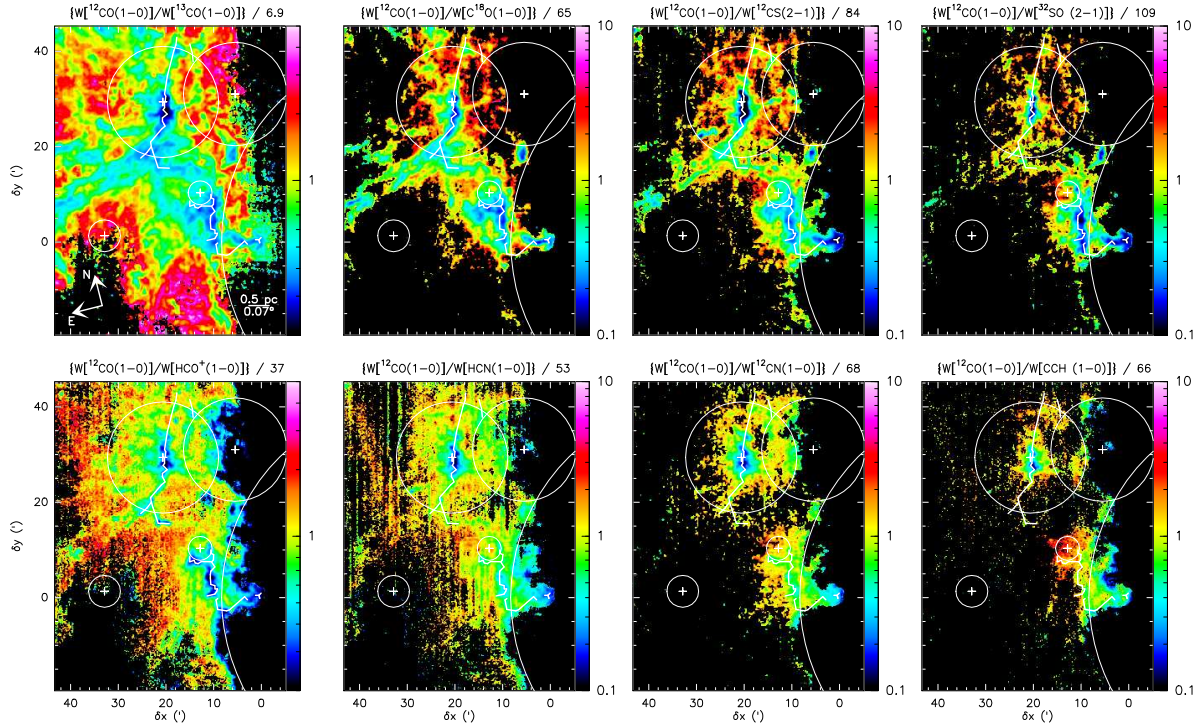 {W[¹²CO(1-0)]/W[¹³CO(1-0)]} / 6.9
{W[¹²CO(1-0)]/W[C¹⁸O(1-0)]} / 65
{W[¹²CO(1-0)]/W[¹²CS(2-1)]} / 84
{W[¹²CO(1-0)]/W[³²SO (2-1)]} / 109
40
20
0
δy (')
N
E
0.5 pc
0.07°
1
10
1
0.1
10
1
0.1
10
1
0.1
{W[¹²CO(1-0)]/W[HCO⁺(1-0)]} / 37
{W[¹²CO(1-0)]/W[HCN(1-0)]} / 53
{W[¹²CO(1-0)]/W[¹²CN(1-0)]} / 68
{W[¹²CO(1-0)]/W[CCH (1-0)]} / 66
40
20
0
δy (')
1
10
1
0.1
10
1
0.1
10
1
0.1
40 30 20 10 0
40 30 20 10 0
40 30 20 10 0
40 30 20 10 0
δx (')
δx (')
δx (')
δx (')